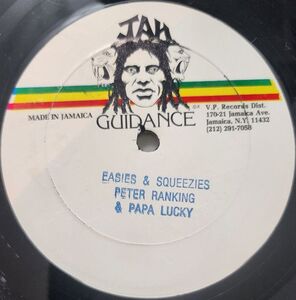 JAH
GUIDANCE
MADE IN JAMAICA
V.P. Records Dist.
170-21 Jamaica Ave.
Jamaica, N.Y. 11432
(212) 291-7058
EASIES & SQUEEZIES
PETER RANKING
& PAPA LUCKY